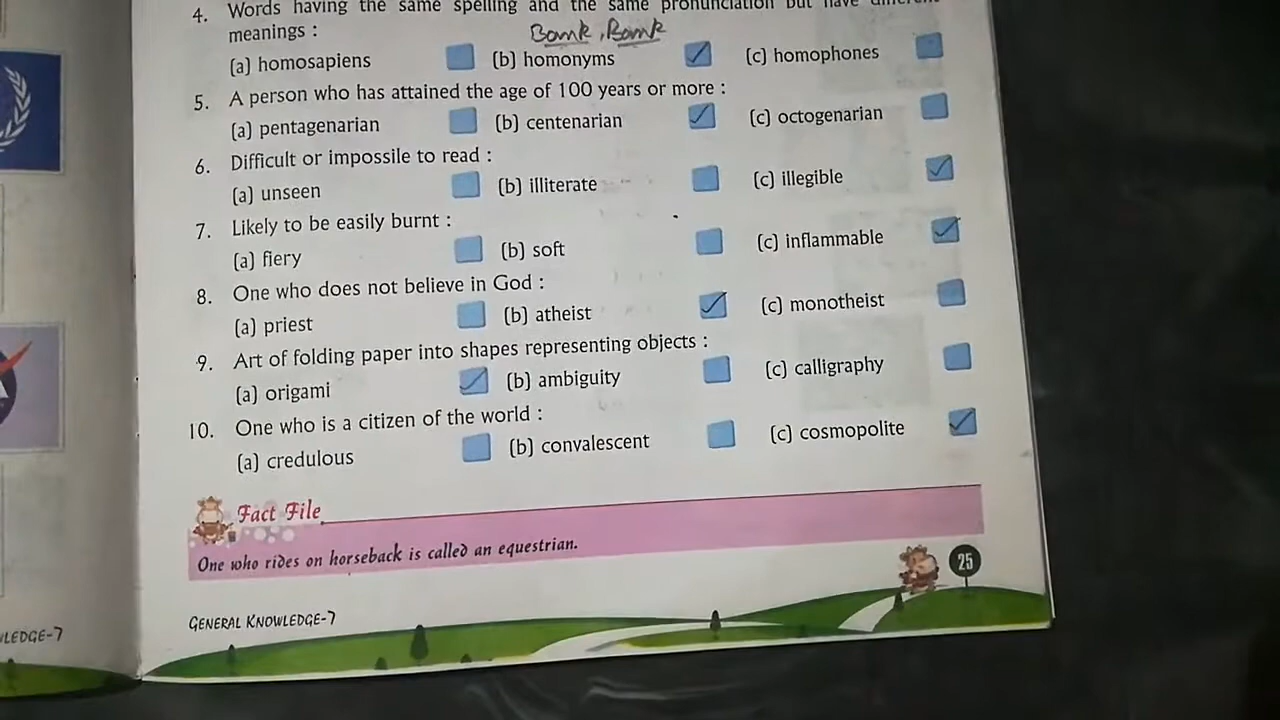 4. Words having the same spelling and the same pronunciation but have different
meanings :
Bank, Bank
(a) homosapiens (b) homonyms (c) homophones
5. A person who has attained the age of 100 years or more :
(a) pentagenarian (b) centenarian (c) octogenarian
6. Difficult or impossile to read :
(a) unseen (b) illiterate (c) illegible
7. Likely to be easily burnt :
(a) fiery (b) soft (c) inflammable
8. One who does not believe in God :
(a) priest (b) atheist (c) monotheist
9. Art of folding paper into shapes representing objects :
(a) origami (b) ambiguity (c) calligraphy
10. One who is a citizen of the world :
(a) credulous (b) convalescent (c) cosmopolite
Fact File
One who rides on horseback is called an equestrian.
25
GENERAL KNOWLEDGE-7
LEDGE-7